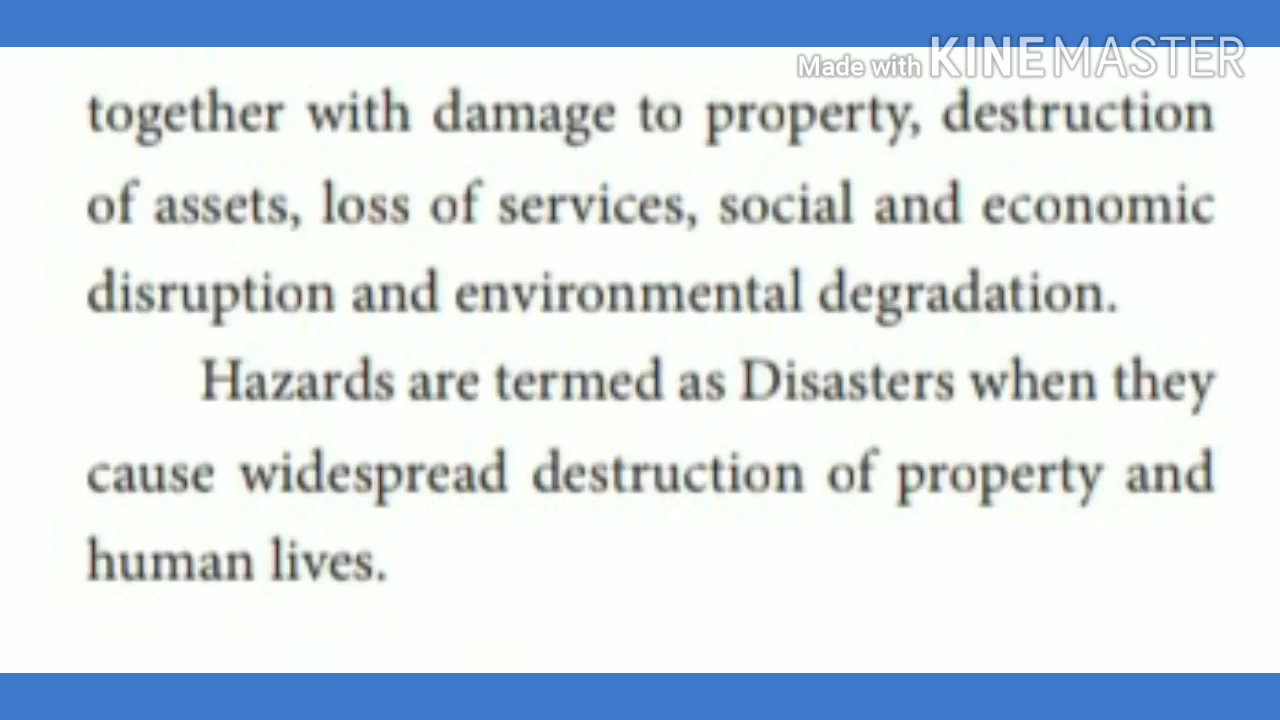 Made with KINEMASTER
together with damage to property, destruction
of assets, loss of services, social and economic
disruption and environmental degradation.
Hazards are termed as Disasters when they
cause widespread destruction of property and
human lives.